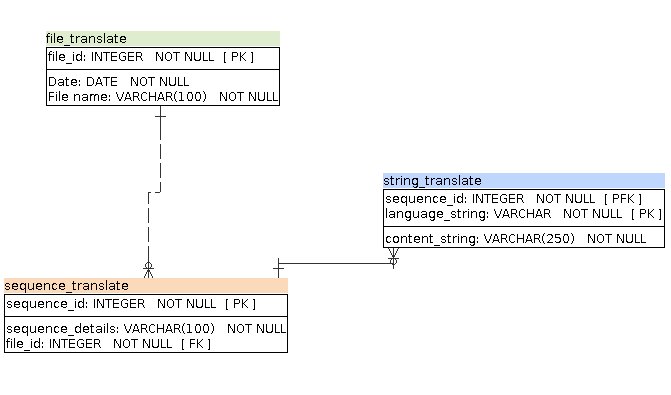 file_translate
file_id: INTEGER NOT NULL [ PK ]
Date: DATE NOT NULL
File name: VARCHAR(100) NOT NULL
string_translate
sequence_id: INTEGER NOT NULL [ PFK ]
language_string: VARCHAR NOT NULL [ PK ]
content_string: VARCHAR(250) NOT NULL
sequence_translate
sequence_id: INTEGER NOT NULL [ PK ]
sequence_details: VARCHAR(100) NOT NULL
file_id: INTEGER NOT NULL [ FK ]